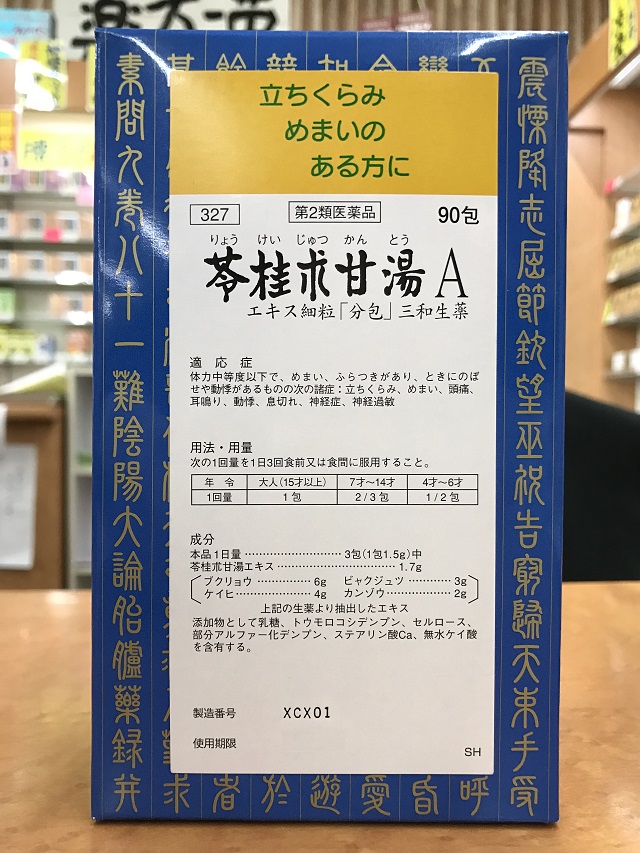 立ちくらみ
めまいの
ある方に
327
第2類医薬品
90包
りょう けい じゅつ かん とう
苓桂朮甘湯A
エキス細粒「分包」三和生薬
適応症
体力中等度以下で、めまい、ふらつきがあり、ときにのぼ
せや動悸があるものの次の諸症:立ちくらみ、めまい、頭痛、
耳鳴り、動悸、息切れ、神経症、神経過敏
用法・用量
次の1回量を1日3回食前又は食間に服用すること。
年令 大人(15才以上) 7才〜14才 4才〜6才
1回量 1包 2/3包 1/2包
成分
本品1日量…………………………3包(1包1.5g)中
苓桂朮甘湯エキス…………………………………1.7g
ブクリョウ……………6g ビャクジュツ……………3g
ケイヒ…………………4g カンゾウ…………………2g
上記の生薬より抽出したエキス
添加物として乳糖、トウモロコシデンプン、セルロース、
部分アルファー化デンプン、ステアリン酸Ca、無水ケイ酸
を含有する。
製造番号 XCX01
使用期限
SH
震慄降志屈節欽望巫祝告窮歸天束手受
素問九卷八十一難陰陽大論胎臚藥録并